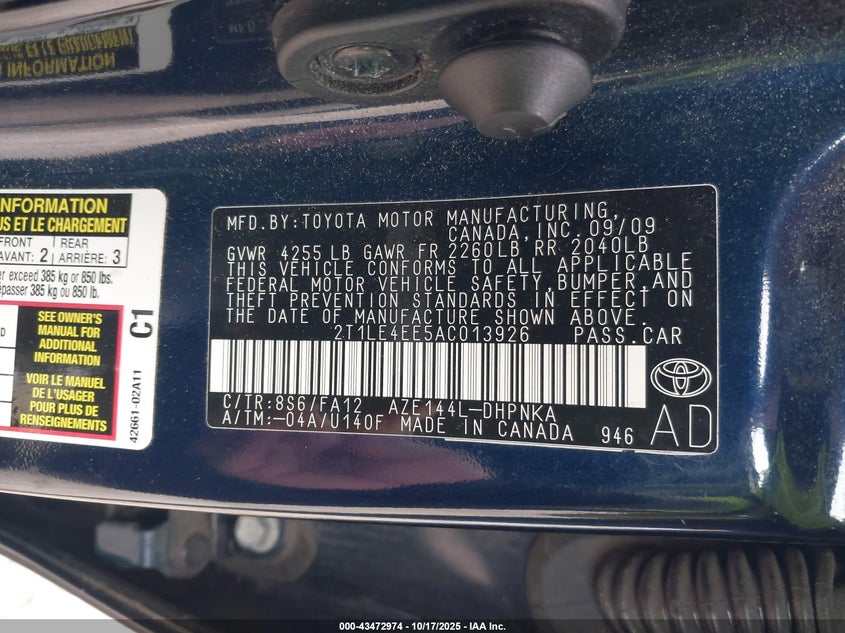 INFORMATION
US ET LE CHARGEMENT
FRONT
AVANT: 2
REAR
ARRIÈRE: 3
er exceed 385 kg or 850 lbs.
épasser 385 kg ou 850 lb.
SEE OWNER'S
MANUAL FOR
ADDITIONAL
INFORMATION
VOIR LE MANUEL
DE L'USAGER
POUR PLUS DE
RENSEIGNEMENTS
C1
42661-02A11
MFD.BY:TOYOTA MOTOR MANUFACTURING,
CANADA,INC.09/09
GVWR 4255 LB GAWR FR 2260LB RR 2040LB
THIS VEHICLE CONFORMS TO ALL APPLICABLE
FEDERAL MOTOR VEHICLE SAFETY,BUMPER,AND
THEFT PREVENTION STANDARDS IN EFFECT ON
THE DATE OF MANUFACTURE SHOWN ABOVE.
2T1LE4EE5AC013926 PASS.CAR
C/TR:8S6/FA12 AZE144L-DHPNKA
A/TM:-04A/U140F MADE IN CANADA 946
AD
000-43472974 | 10/17/2025 - IAA Inc.